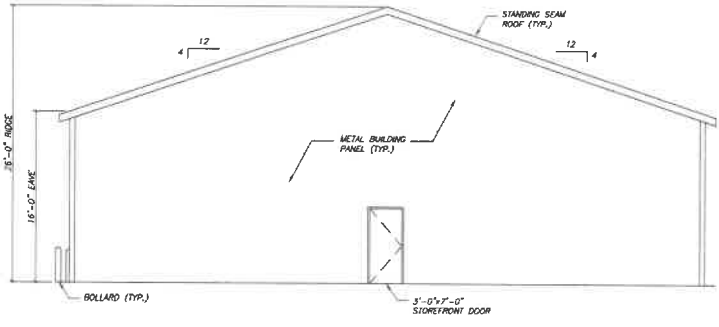 STANDING SEAM
ROOF (TYP.)
12
4
12
4
METAL BUILDING
PANEL (TYP.)
26'-0" RIDGE
16'-0" EAVE
BOLLARD (TYP.)
3'-0"x7'-0"
STOREFRONT DOOR